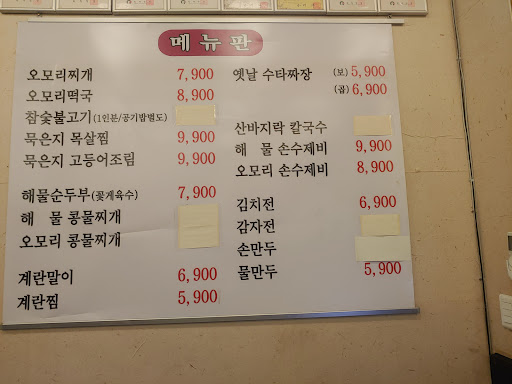 메뉴판
오모리찌개 7,900
오모리떡국 8,900
참숯불고기(1인분/공기밥별도)
묵은지 목살찜 9,900
묵은지 고등어조림 9,900
해물순두부(꽃게육수) 7,900
해 물 콩물찌개
오모리 콩물찌개
계란말이 6,900
계란찜 5,900
옛날 수타짜장 (보) 5,900
(곱) 6,900
산바지락 칼국수
해 물 손수제비 9,900
오모리 손수제비 8,900
김치전 6,900
감자전
손만두
물만두 5,900